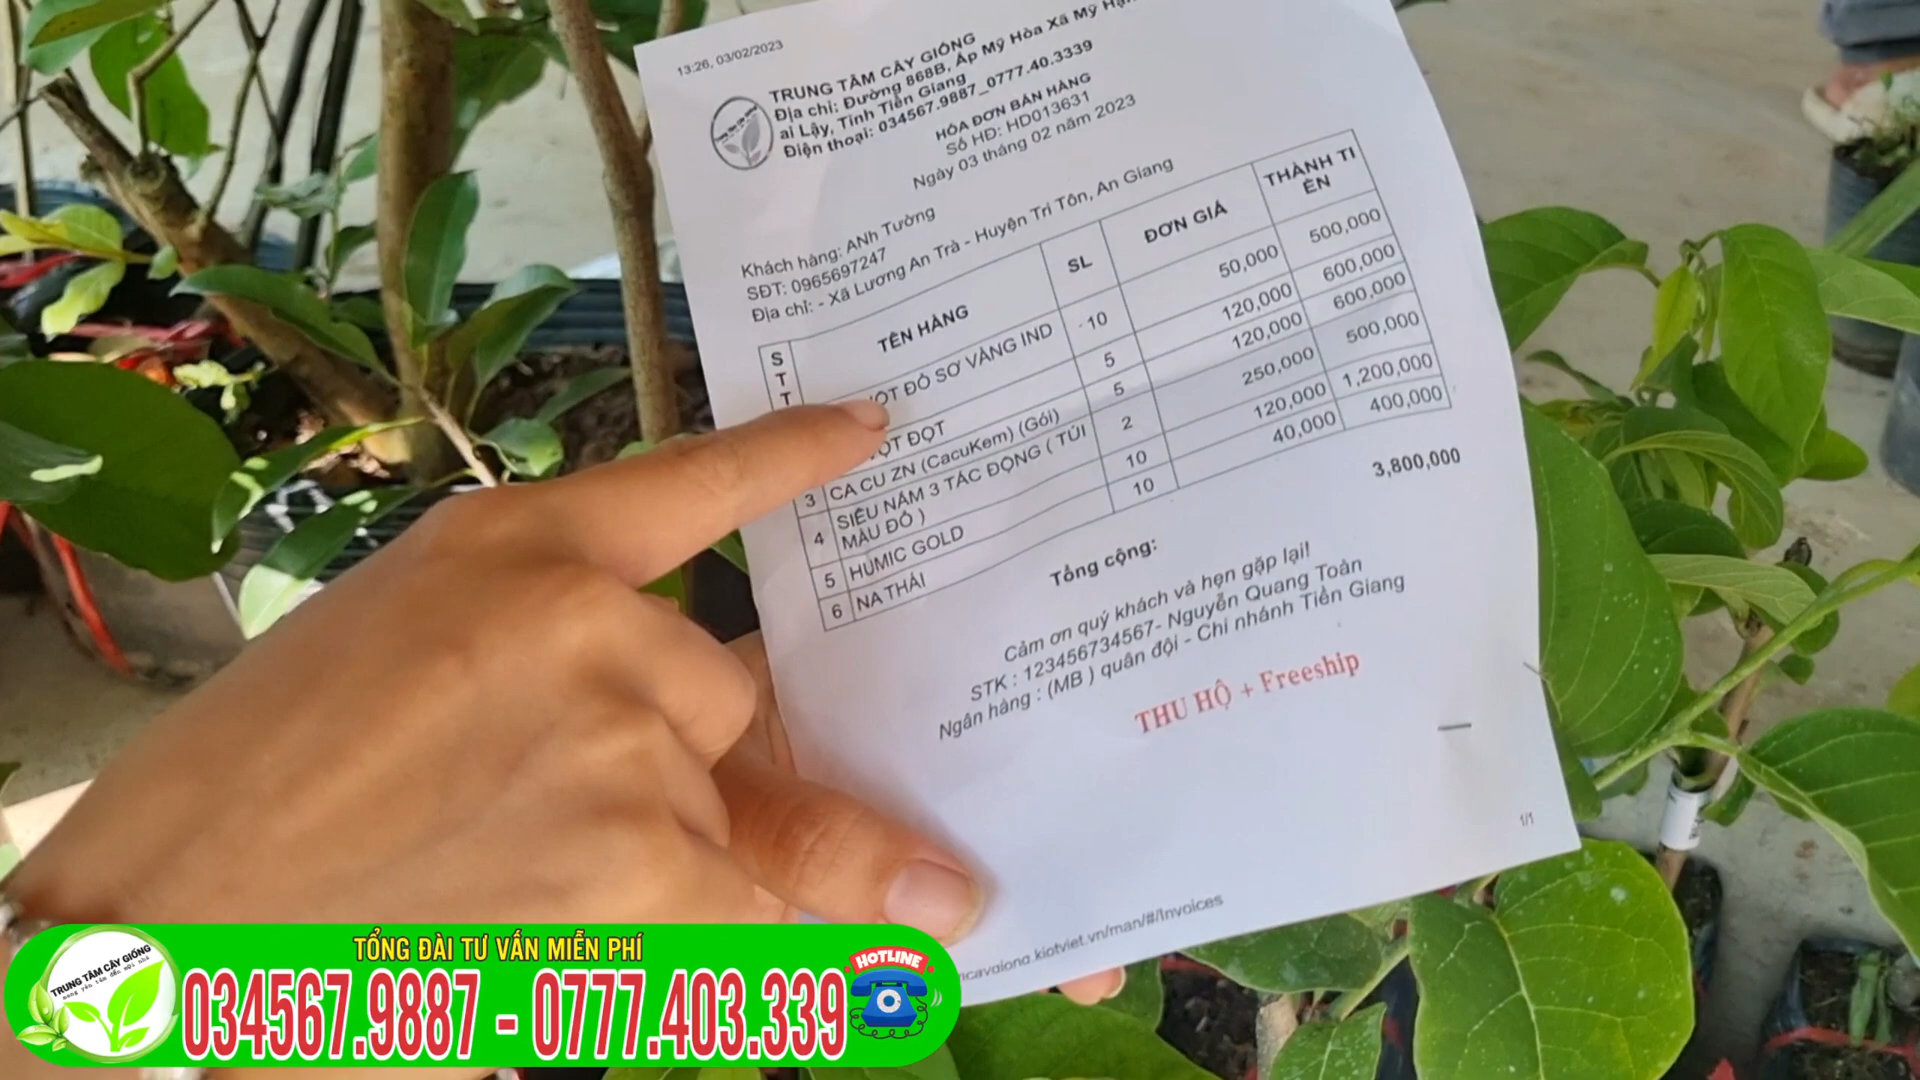 13:26, 03/02/2023
TRUNG TÂM CÂY GIỐNG
Địa chỉ: Đường 868B, Ấp Mỹ Hòa Xã Mỹ
ai Lậy, Tỉnh Tiền Giang
Điện thoại: 034567.9887_0777.40.3339
HÓA ĐƠN BÁN HÀNG
Số HĐ: HD013631
Ngày 03 tháng 02 năm 2023
Khách hàng: ANh Tường
SĐT: 0965697247
Địa chỉ: - Xã Lương An Trà - Huyện Tri Tôn, An Giang
STT TÊN HÀNG SL ĐƠN GIÁ THÀNH TIỀN
ĐỎ SƠ VÀNG IND 10 50,000 500,000
ĐỌT 5 120,000 600,000
3 CA CU ZN (CacuKem) (Gói) 5 120,000 600,000
4 SIÊU NẤM 3 TÁC ĐỘNG ( TÚI 2 250,000 500,000
MÀU ĐỎ )
5 HUMIC GOLD 10 120,000 1,200,000
6 NA THÁI 10 40,000 400,000
Tổng cộng: 3,800,000
Cảm ơn quý khách và hẹn gặp lại!
STK : 123456734567- Nguyễn Quang Toản
Ngân hàng : (MB ) quân đội - Chi nhánh Tiền Giang
THU HỘ + Freeship
1/1
ncaygiong.kiotviet.vn/man/#/Invoices
TRUNG TÂM CÂY GIỐNG
TỔNG ĐÀI TƯ VẤN MIỄN PHÍ
034567.9887 - 0777.403.339
HOTLINE